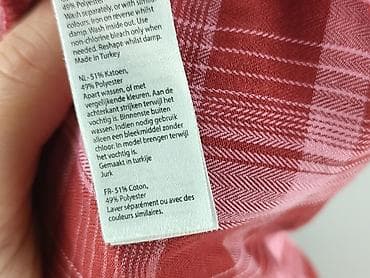 49% Polyester
Wash separately, or with similar
colours. Iron on reverse whilst
damp. Wash inside out. Use
non-chlorine bleach only when
needed. Reshape whilst damp.
Made in Turkey
NL- 51% Katoen,
49% Polyester
Apart wassen, of met
vergelijkende kleuren. Aan de
achterkant strijken terwijl het
vochtig is. Binnenste buiten
wassen. Indien nodig enkel
alleen een bleekmiddel zonder
chloor. In model brengen terwijl
het vochtig is.
Gemaakt in turkije
Jurk
FR- 51% Coton,
49% Polyester
Laver séparément ou avec des
couleurs similaires.